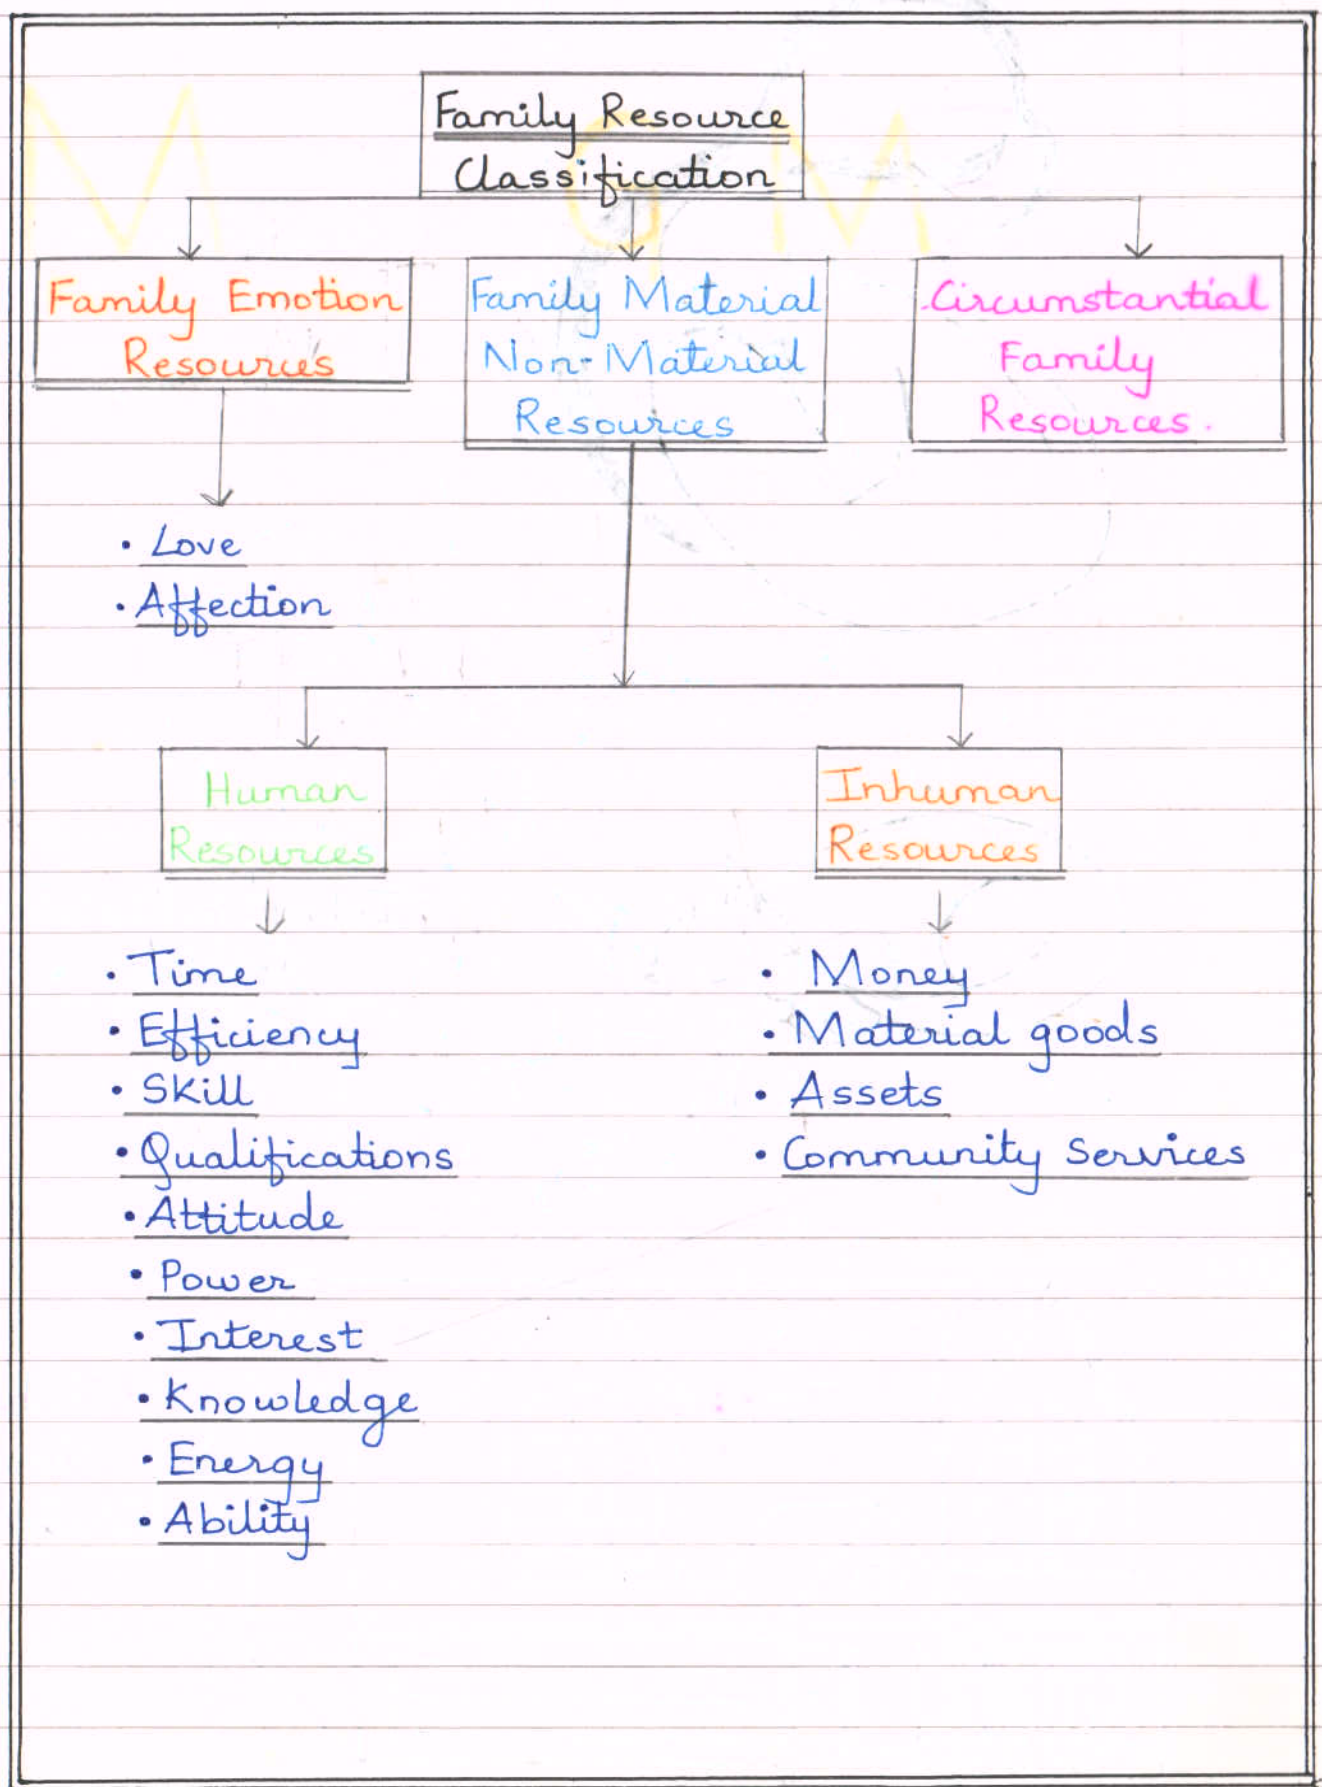 Family Resource
Classification
Family Emotion
Resources
Family Material
Non-Material
Resources
Circumstantial
Family
Resources.
• Love
• Affection
Human
Resources
Inhuman
Resources
• Time
• Efficiency
• Skill
• Qualifications
• Attitude
• Power
• Interest
• Knowledge
• Energy
• Ability
• Money
• Material goods
• Assets
• Community Services
M G M